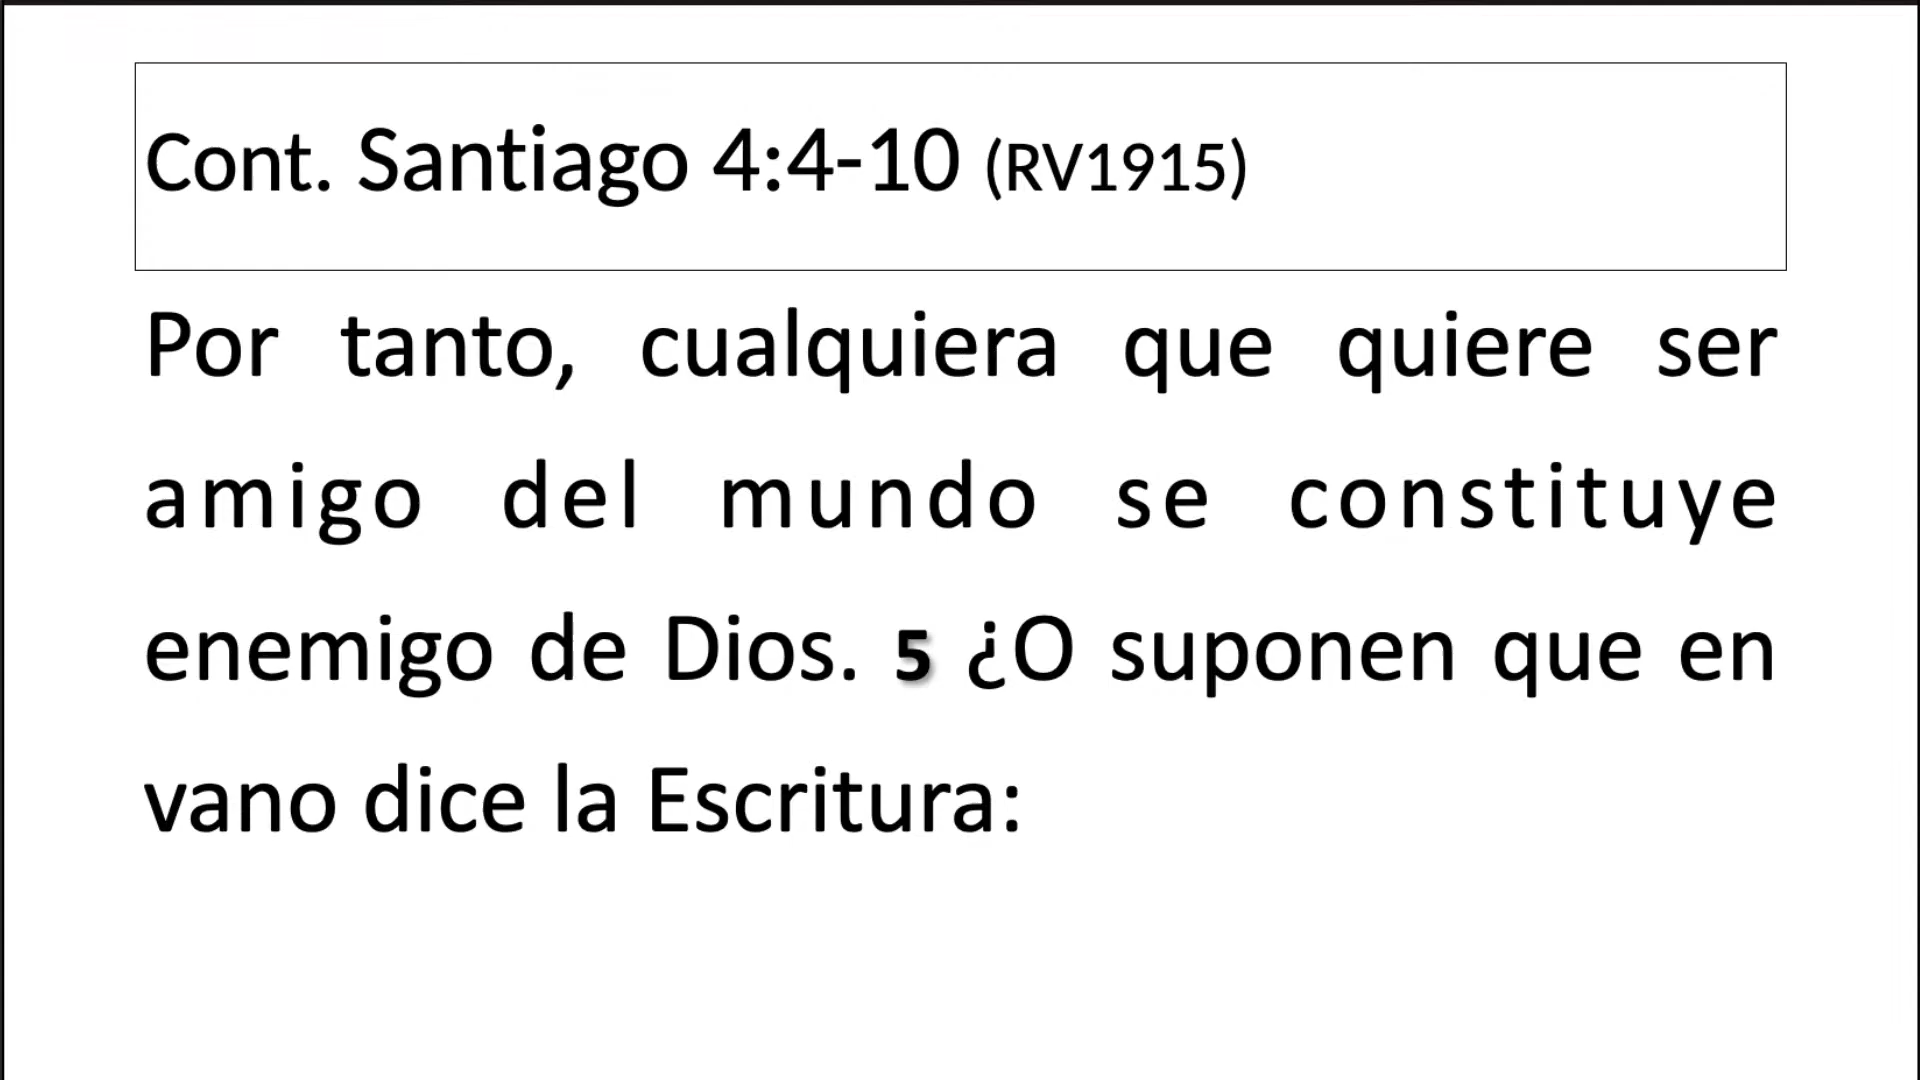 Cont. Santiago 4:4-10 (RV1915)
Por tanto, cualquiera que quiere ser
amigo del mundo se constituye
enemigo de Dios. 5 ¿O suponen que en
vano dice la Escritura: